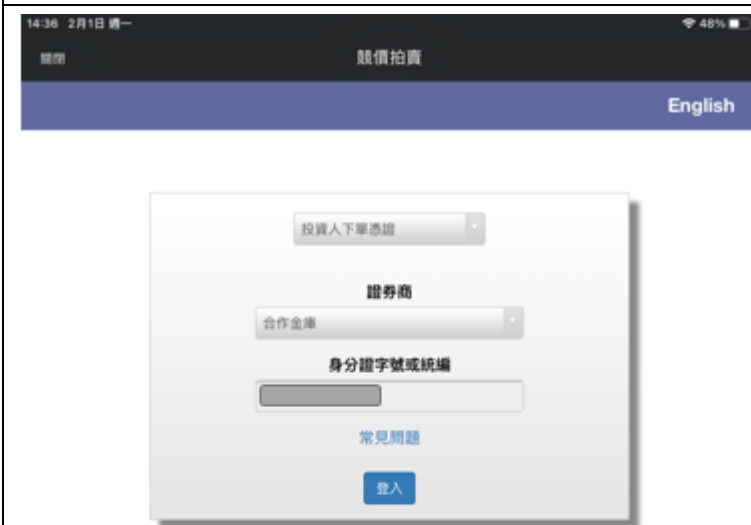 14:36 2月1日 週一
48%
關閉
競價拍賣
English
投資人下單憑證
證券商
合作金庫
身分證字號或統編
常見問題
登入